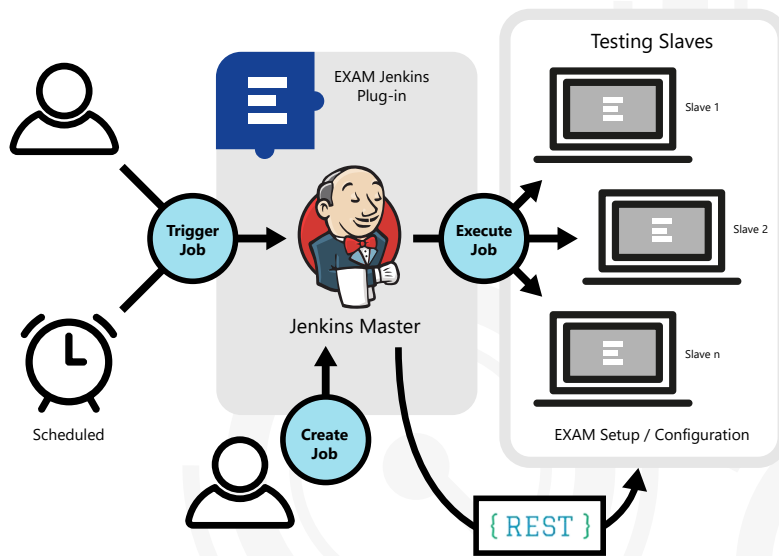 Testing Slaves
EXAM Jenkins
Plug-in
Slave 1
Trigger
Job
Execute
Job
Slave 2
Jenkins Master
Slave n
Scheduled
Create
Job
EXAM Setup / Configuration
{ REST }